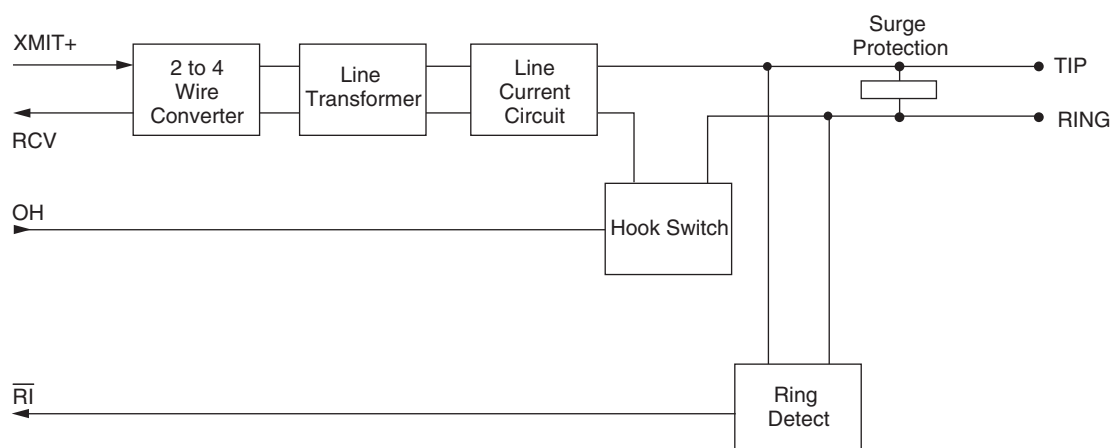 Surge
Protection
XMIT+
2 to 4
Wire
Converter
Line
Transformer
Line
Current
Circuit
TIP
RING
RCV
OH
Hook Switch
R̅I̅
Ring
Detect